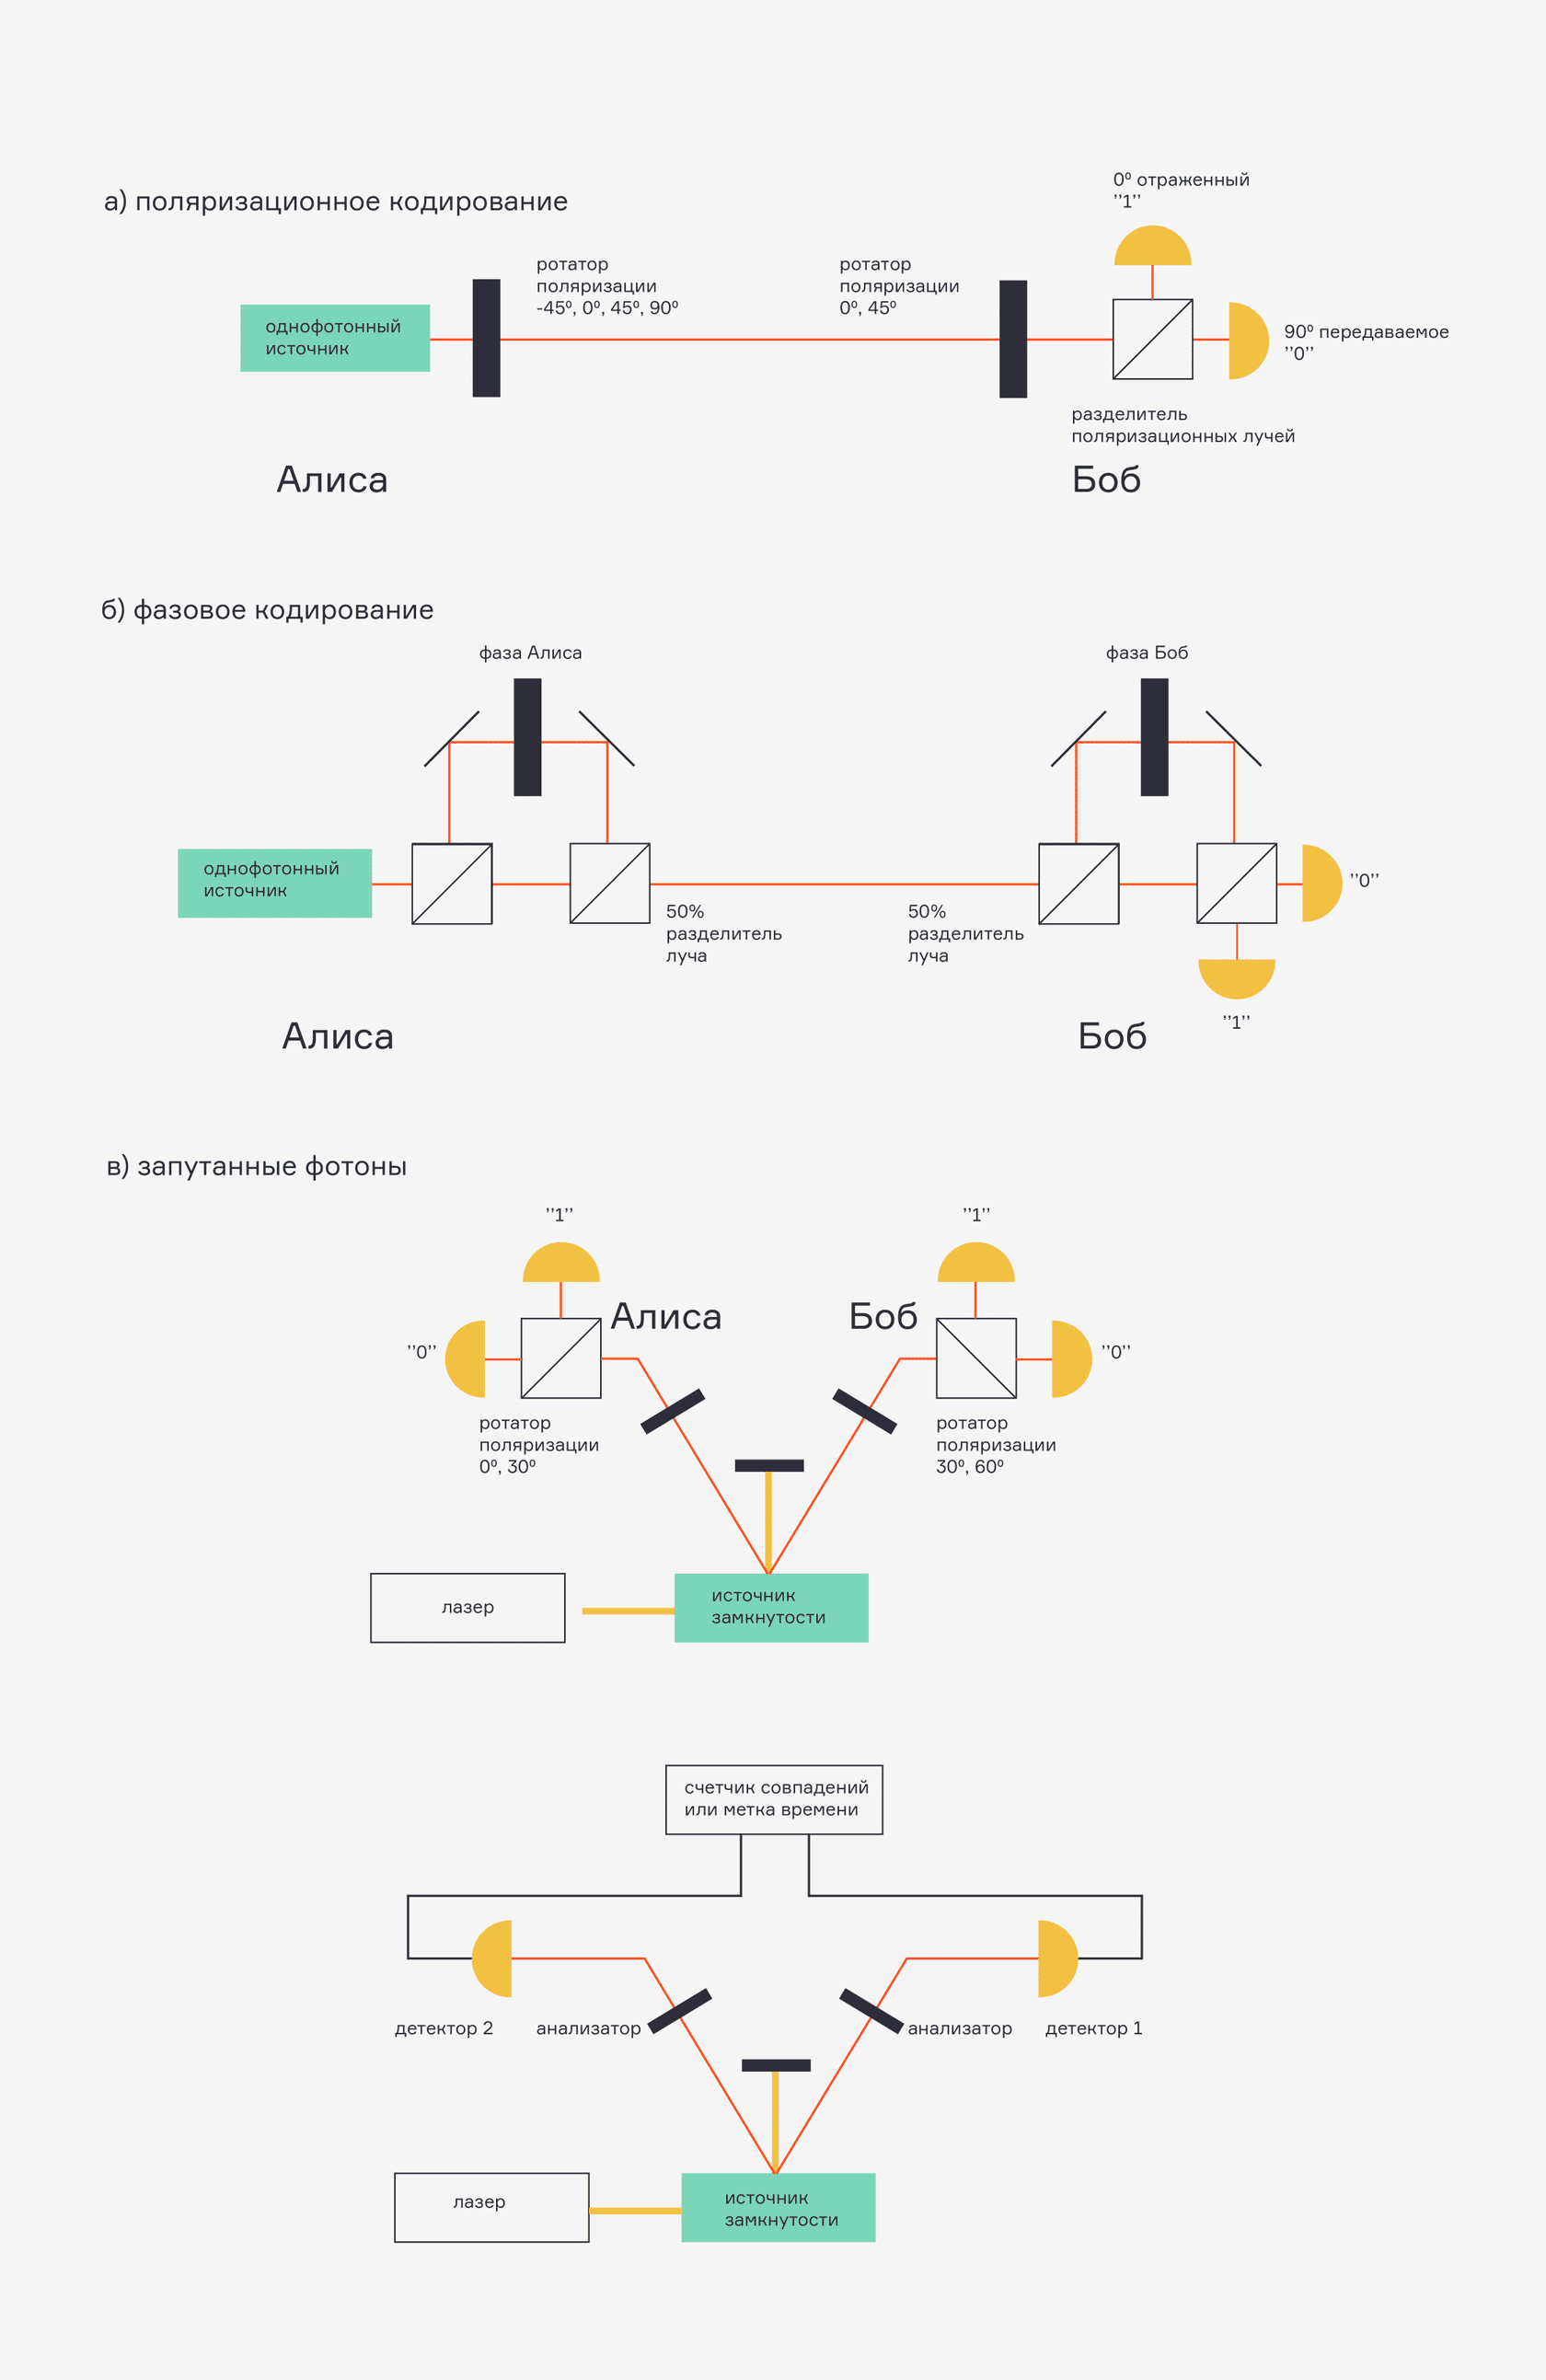 а) поляризационное кодирование
0º отраженный
’’1’’
ротатор
поляризации
-45º, 0º, 45º, 90º
ротатор
поляризации
0º, 45º
однофотонный
источник
90º передаваемое
’’0’’
разделитель
поляризационных лучей
Алиса
Боб
б) фазовое кодирование
фаза Алиса
фаза Боб
однофотонный
источник
50%
разделитель
луча
50%
разделитель
луча
’’0’’
’’1’’
Алиса
Боб
в) запутанные фотоны
’’1’’
’’1’’
Алиса
Боб
’’0’’
’’0’’
ротатор
поляризации
0º, 30º
ротатор
поляризации
30º, 60º
лазер
источник
замкнутости
счетчик совпадений
или метка времени
детектор 2
анализатор
анализатор
детектор 1
лазер
источник
замкнутости